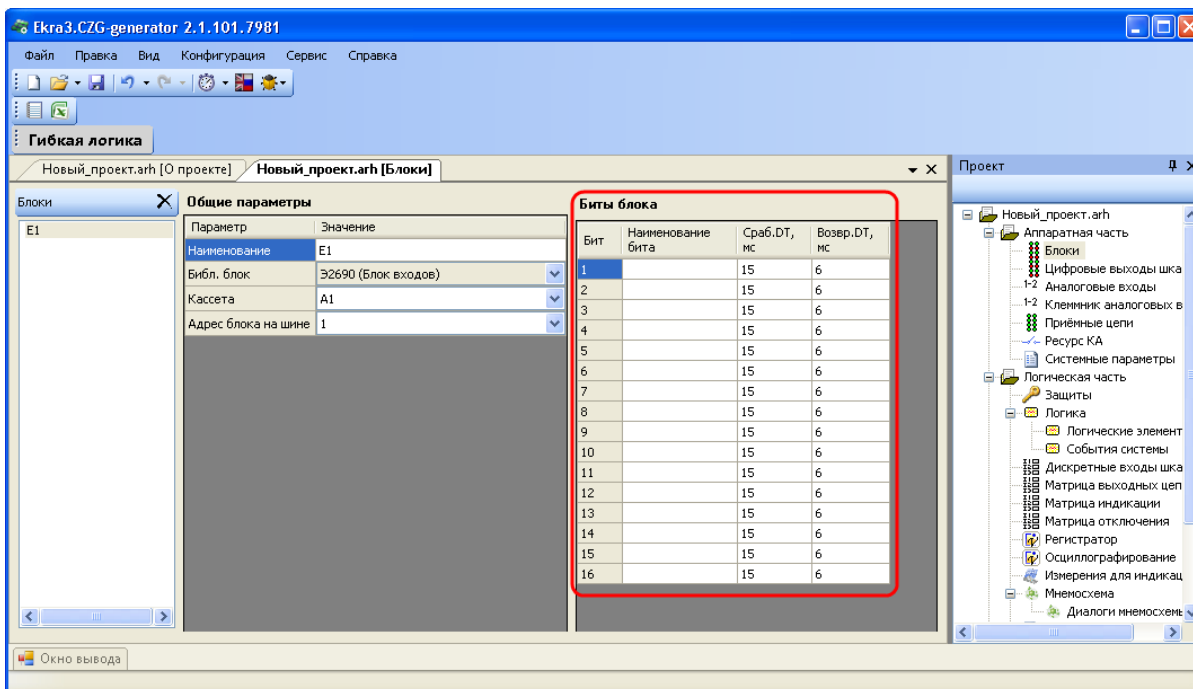 Ekra3.CZG-generator 2.1.101.7981
Файл Правка Вид Конфигурация Сервис Справка
Гибкая логика
Новый_проект.arh [О проекте] Новый_проект.arh [Блоки]
Блоки
E1
Общие параметры
Параметр Значение
Наименование E1
Библ. блок Э2690 (Блок входов)
Кассета A1
Адрес блока на шине 1
Биты блока
Бит Наименование бита Сраб.DT, мс Возвр.DT, мс
1 15 6
2 15 6
3 15 6
4 15 6
5 15 6
6 15 6
7 15 6
8 15 6
9 15 6
10 15 6
11 15 6
12 15 6
13 15 6
14 15 6
15 15 6
16 15 6
Проект
Новый_проект.arh
Аппаратная часть
Блоки
Цифровые выходы шка
1-2 Аналоговые входы
1-2 Клеммник аналоговых в
Приёмные цепи
Ресурс КА
Системные параметры
Логическая часть
Защиты
Логика
Логические элемент
События системы
Дискретные входы шка
Матрица выходных цеп
Матрица индикации
Матрица отключения
Регистратор
Осциллографирование
Измерения для индикац
Мнемосхема
Диалоги мнемосхемы
Окно вывода